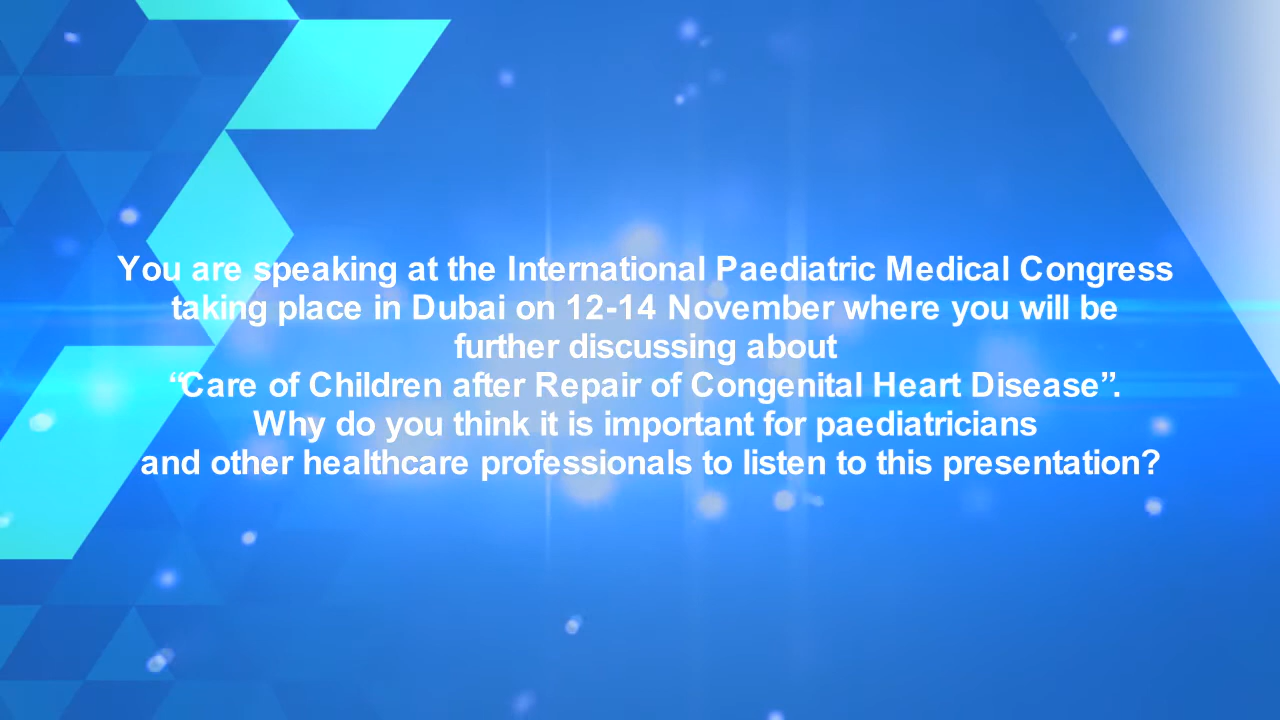 You are speaking at the International Paediatric Medical Congress
taking place in Dubai on 12-14 November where you will be
further discussing about
“Care of Children after Repair of Congenital Heart Disease”.
Why do you think it is important for paediatricians
and other healthcare professionals to listen to this presentation?